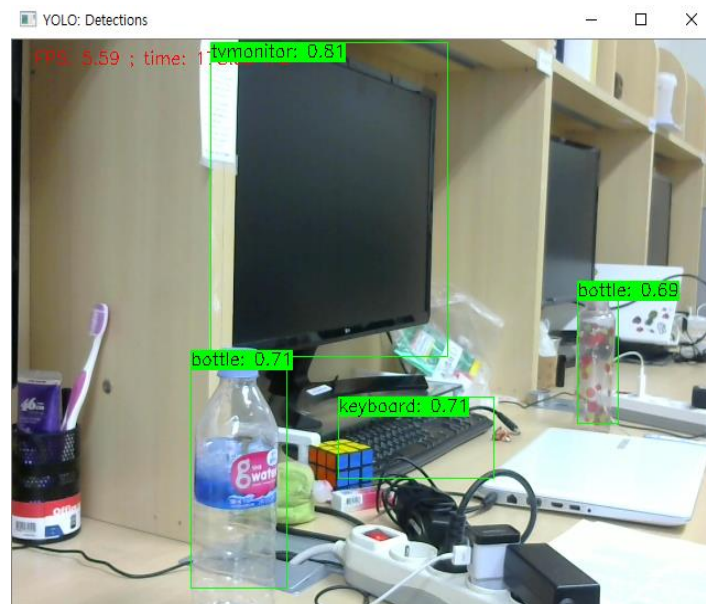 YOLO: Detections
FPS: 5.59 ; time: 
tvmonitor: 0.81
bottle: 0.69
bottle: 0.71
keyboard: 0.71
g
water